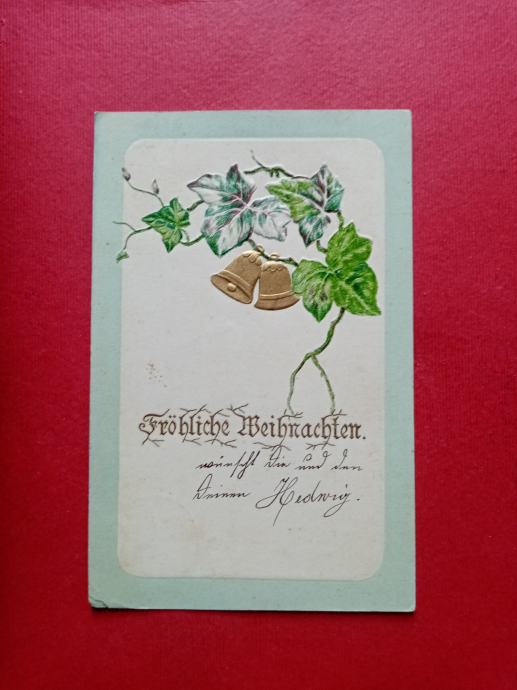 Fröhliche Weihnachten.
wünscht Dir und den
Deinen Hedwig.